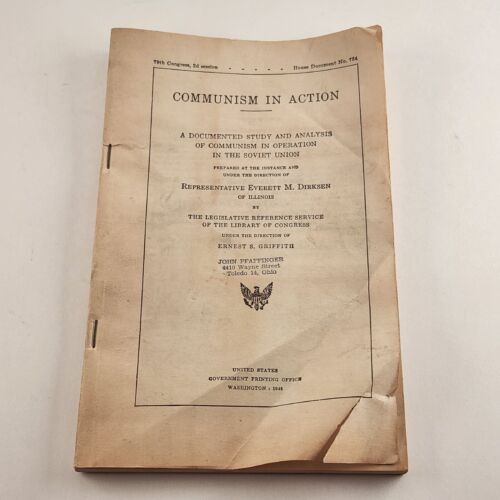 79th Congress, 2d session . . . . . House Document No. 754
COMMUNISM IN ACTION
A DOCUMENTED STUDY AND ANALYSIS
OF COMMUNISM IN OPERATION
IN THE SOVIET UNION
PREPARED AT THE INSTANCE AND
UNDER THE DIRECTION OF
REPRESENTATIVE EVERETT M. DIRKSEN
OF ILLINOIS
BY
THE LEGISLATIVE REFERENCE SERVICE
OF THE LIBRARY OF CONGRESS
UNDER THE DIRECTION OF
ERNEST S. GRIFFITH
JOHN PFAFFINGER
4410 Wayne Street
Toledo 14, Ohio
UNITED STATES
GOVERNMENT PRINTING OFFICE
WASHINGTON : 1946